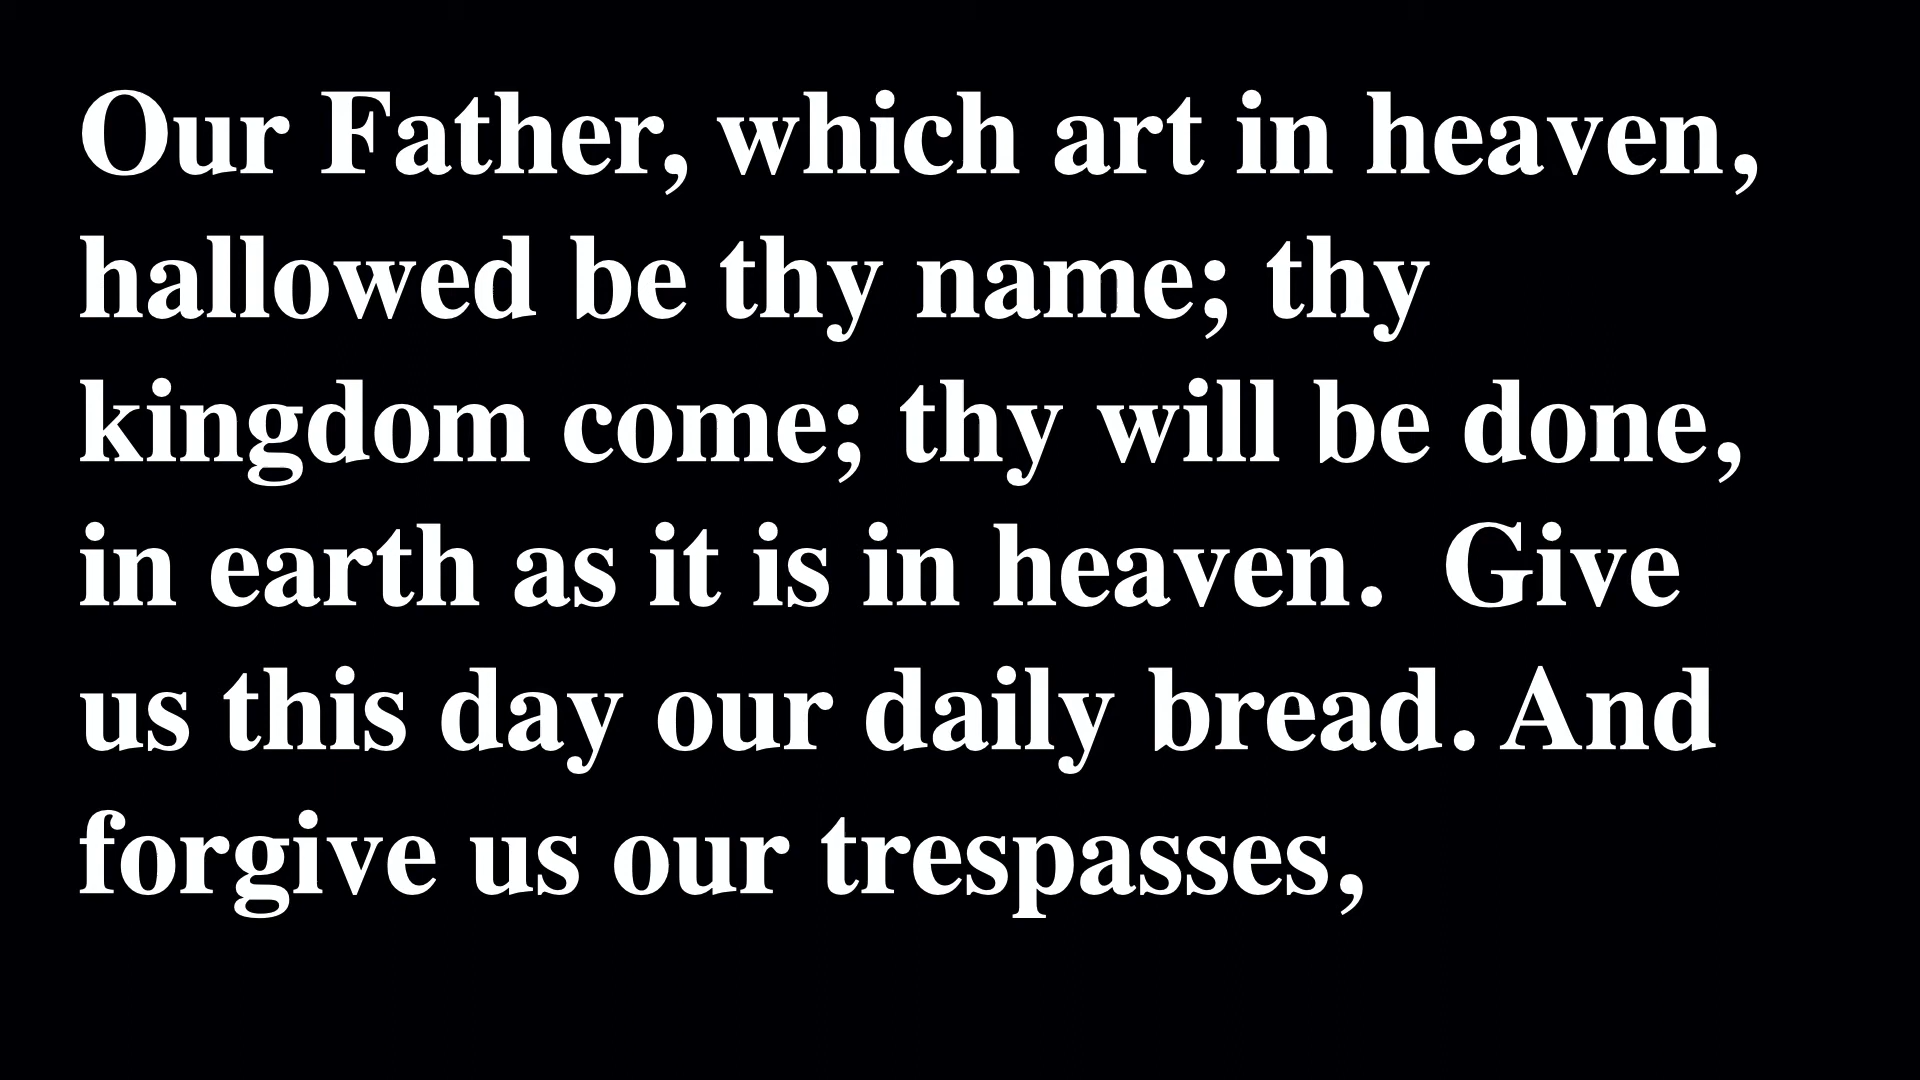 Our Father, which art in heaven,
hallowed be thy name; thy
kingdom come; thy will be done,
in earth as it is in heaven.  Give
us this day our daily bread. And
forgive us our trespasses,